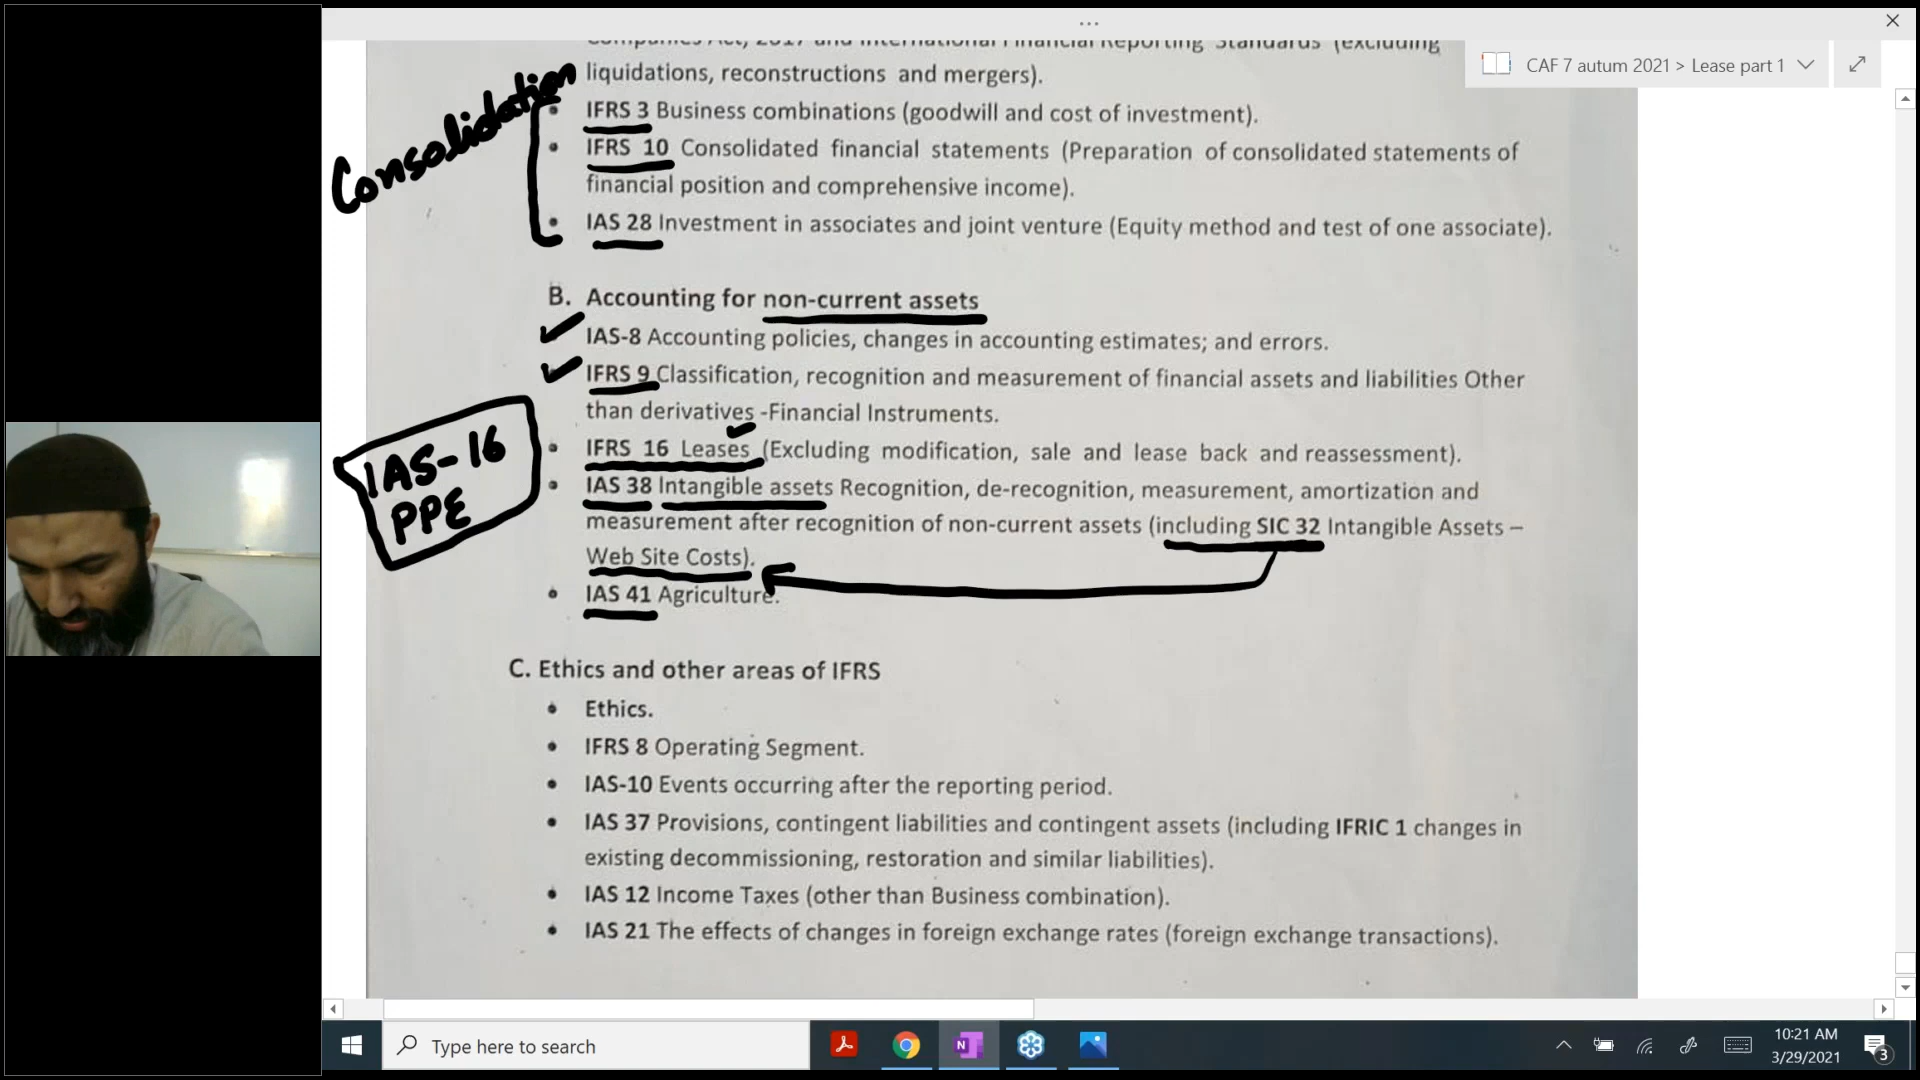 ...
CAF 7 autum 2021 > Lease part 1
Companies Act, 2017 and International Financial Reporting Standards (excluding
liquidations, reconstructions and mergers).
Consolidation
• IFRS 3 Business combinations (goodwill and cost of investment).
• IFRS 10 Consolidated financial statements (Preparation of consolidated statements of
financial position and comprehensive income).
• IAS 28 Investment in associates and joint venture (Equity method and test of one associate).
B. Accounting for non-current assets
IAS-8 Accounting policies, changes in accounting estimates; and errors.
IFRS 9 Classification, recognition and measurement of financial assets and liabilities Other
than derivatives -Financial Instruments.
IAS-16
PPE
• IFRS 16 Leases (Excluding modification, sale and lease back and reassessment).
• IAS 38 Intangible assets Recognition, de-recognition, measurement, amortization and
measurement after recognition of non-current assets (including SIC 32 Intangible Assets –
Web Site Costs).
• IAS 41 Agriculture.
C. Ethics and other areas of IFRS
• Ethics.
• IFRS 8 Operating Segment.
• IAS-10 Events occurring after the reporting period.
• IAS 37 Provisions, contingent liabilities and contingent assets (including IFRIC 1 changes in
existing decommissioning, restoration and similar liabilities).
• IAS 12 Income Taxes (other than Business combination).
• IAS 21 The effects of changes in foreign exchange rates (foreign exchange transactions).
Type here to search
N
10:21 AM
3/29/2021
3